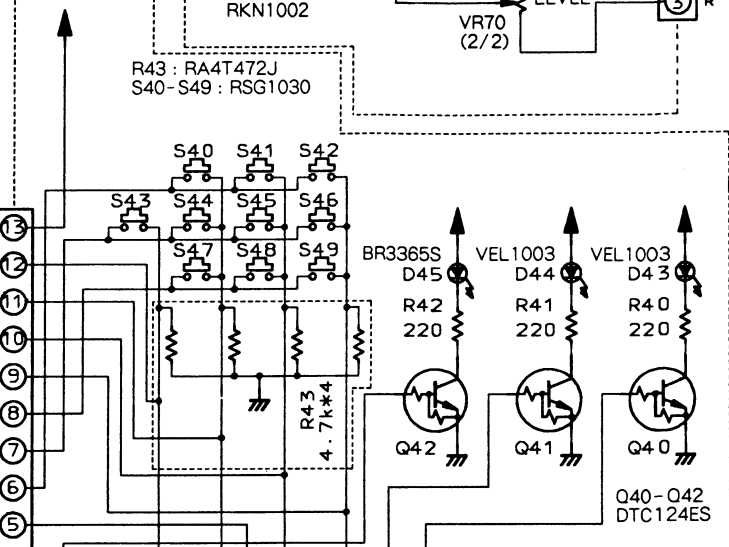 RKN1002
LEVEL
3
R
VR70
(2/2)
R43 : RA4T472J
S40-S49 : RSG1030
S40 S41 S42
S43 S44 S45 S46
S47 S48 S49
13
12
11
10
9
8
7
6
5
R43
4.7k*4
BR3365S VEL1003 VEL1003
D45 D44 D43
R42 R41 R40
220 220 220
Q42 Q41 Q40
Q40-Q42
DTC124ES